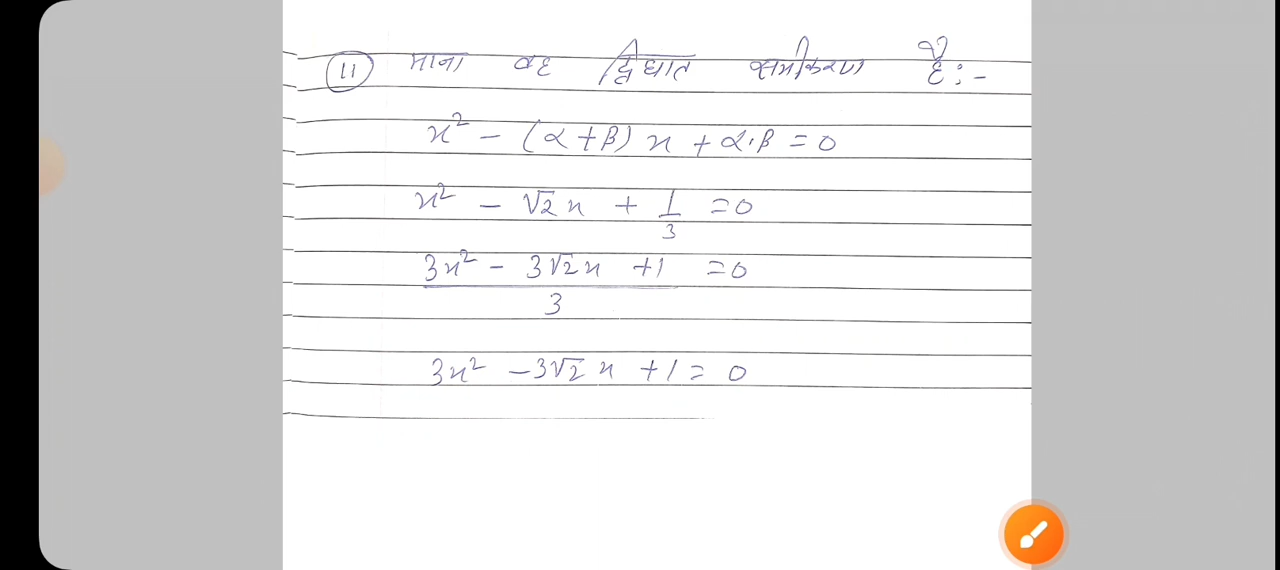 (11) माना वह द्विघात समीकरण है :-
x² - (α + β) x + α.β = 0
x² - √2 x + 1/3 = 0
3x² - 3√2 x + 1 / 3 = 0
3x² - 3√2 x + 1 = 0